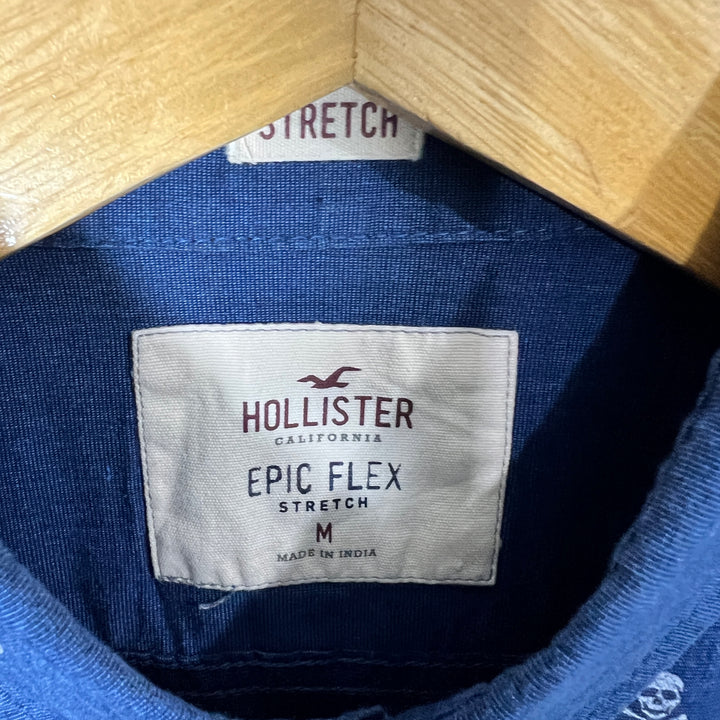 STRETCH
HOLLISTER
CALIFORNIA
EPIC FLEX
STRETCH
M
MADE IN INDIA